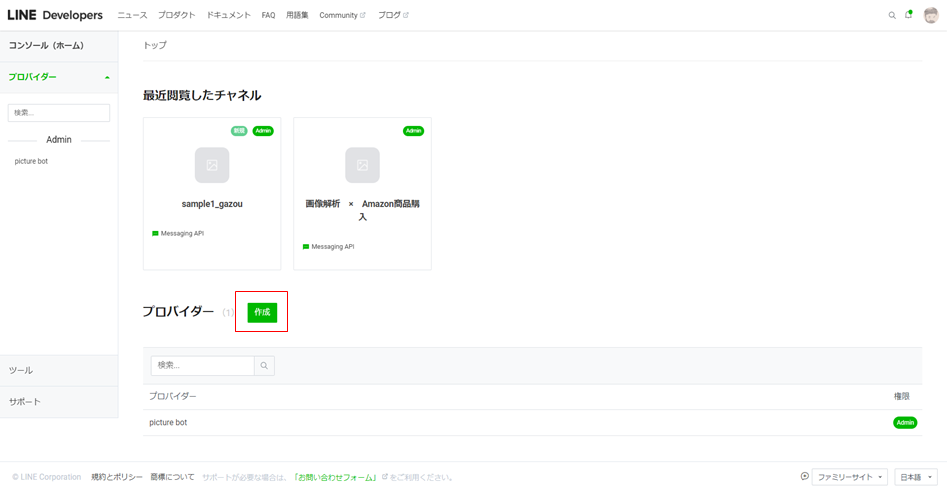 LINE Developers ニュース プロダクト ドキュメント FAQ 用語集 Community ブログ
コンソール（ホーム）
プロバイダー
検索...
Admin
picture bot
ツール
サポート
トップ
最近閲覧したチャネル
新規 Admin
sample1_gazou
Messaging API
Admin
画像解析　×　Amazon商品購
入
Messaging API
プロバイダー (1) 作成
検索...
プロバイダー 権限
picture bot Admin
© LINE Corporation 規約とポリシー 商標について サポートが必要な場合は、「お問い合わせフォーム」をご利用ください。 ファミリーサイト 日本語